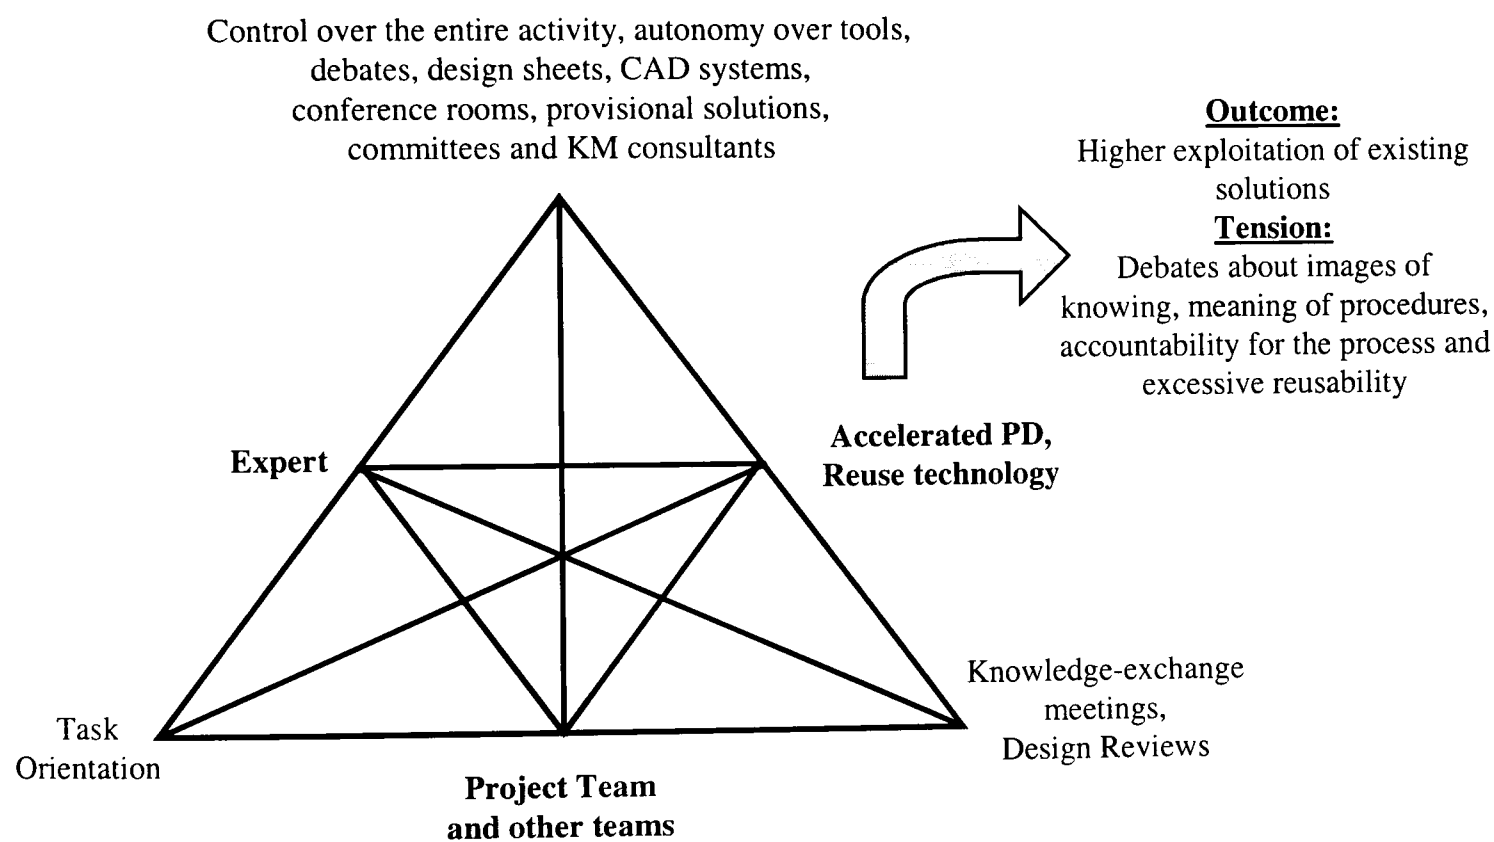 Control over the entire activity, autonomy over tools,
debates, design sheets, CAD systems,
conference rooms, provisional solutions,
committees and KM consultants
Outcome:
Higher exploitation of existing
solutions
Tension:
Debates about images of
knowing, meaning of procedures,
accountability for the process and
excessive reusability
Expert
Accelerated PD,
Reuse technology
Task
Orientation
Knowledge-exchange
meetings,
Design Reviews
Project Team
and other teams